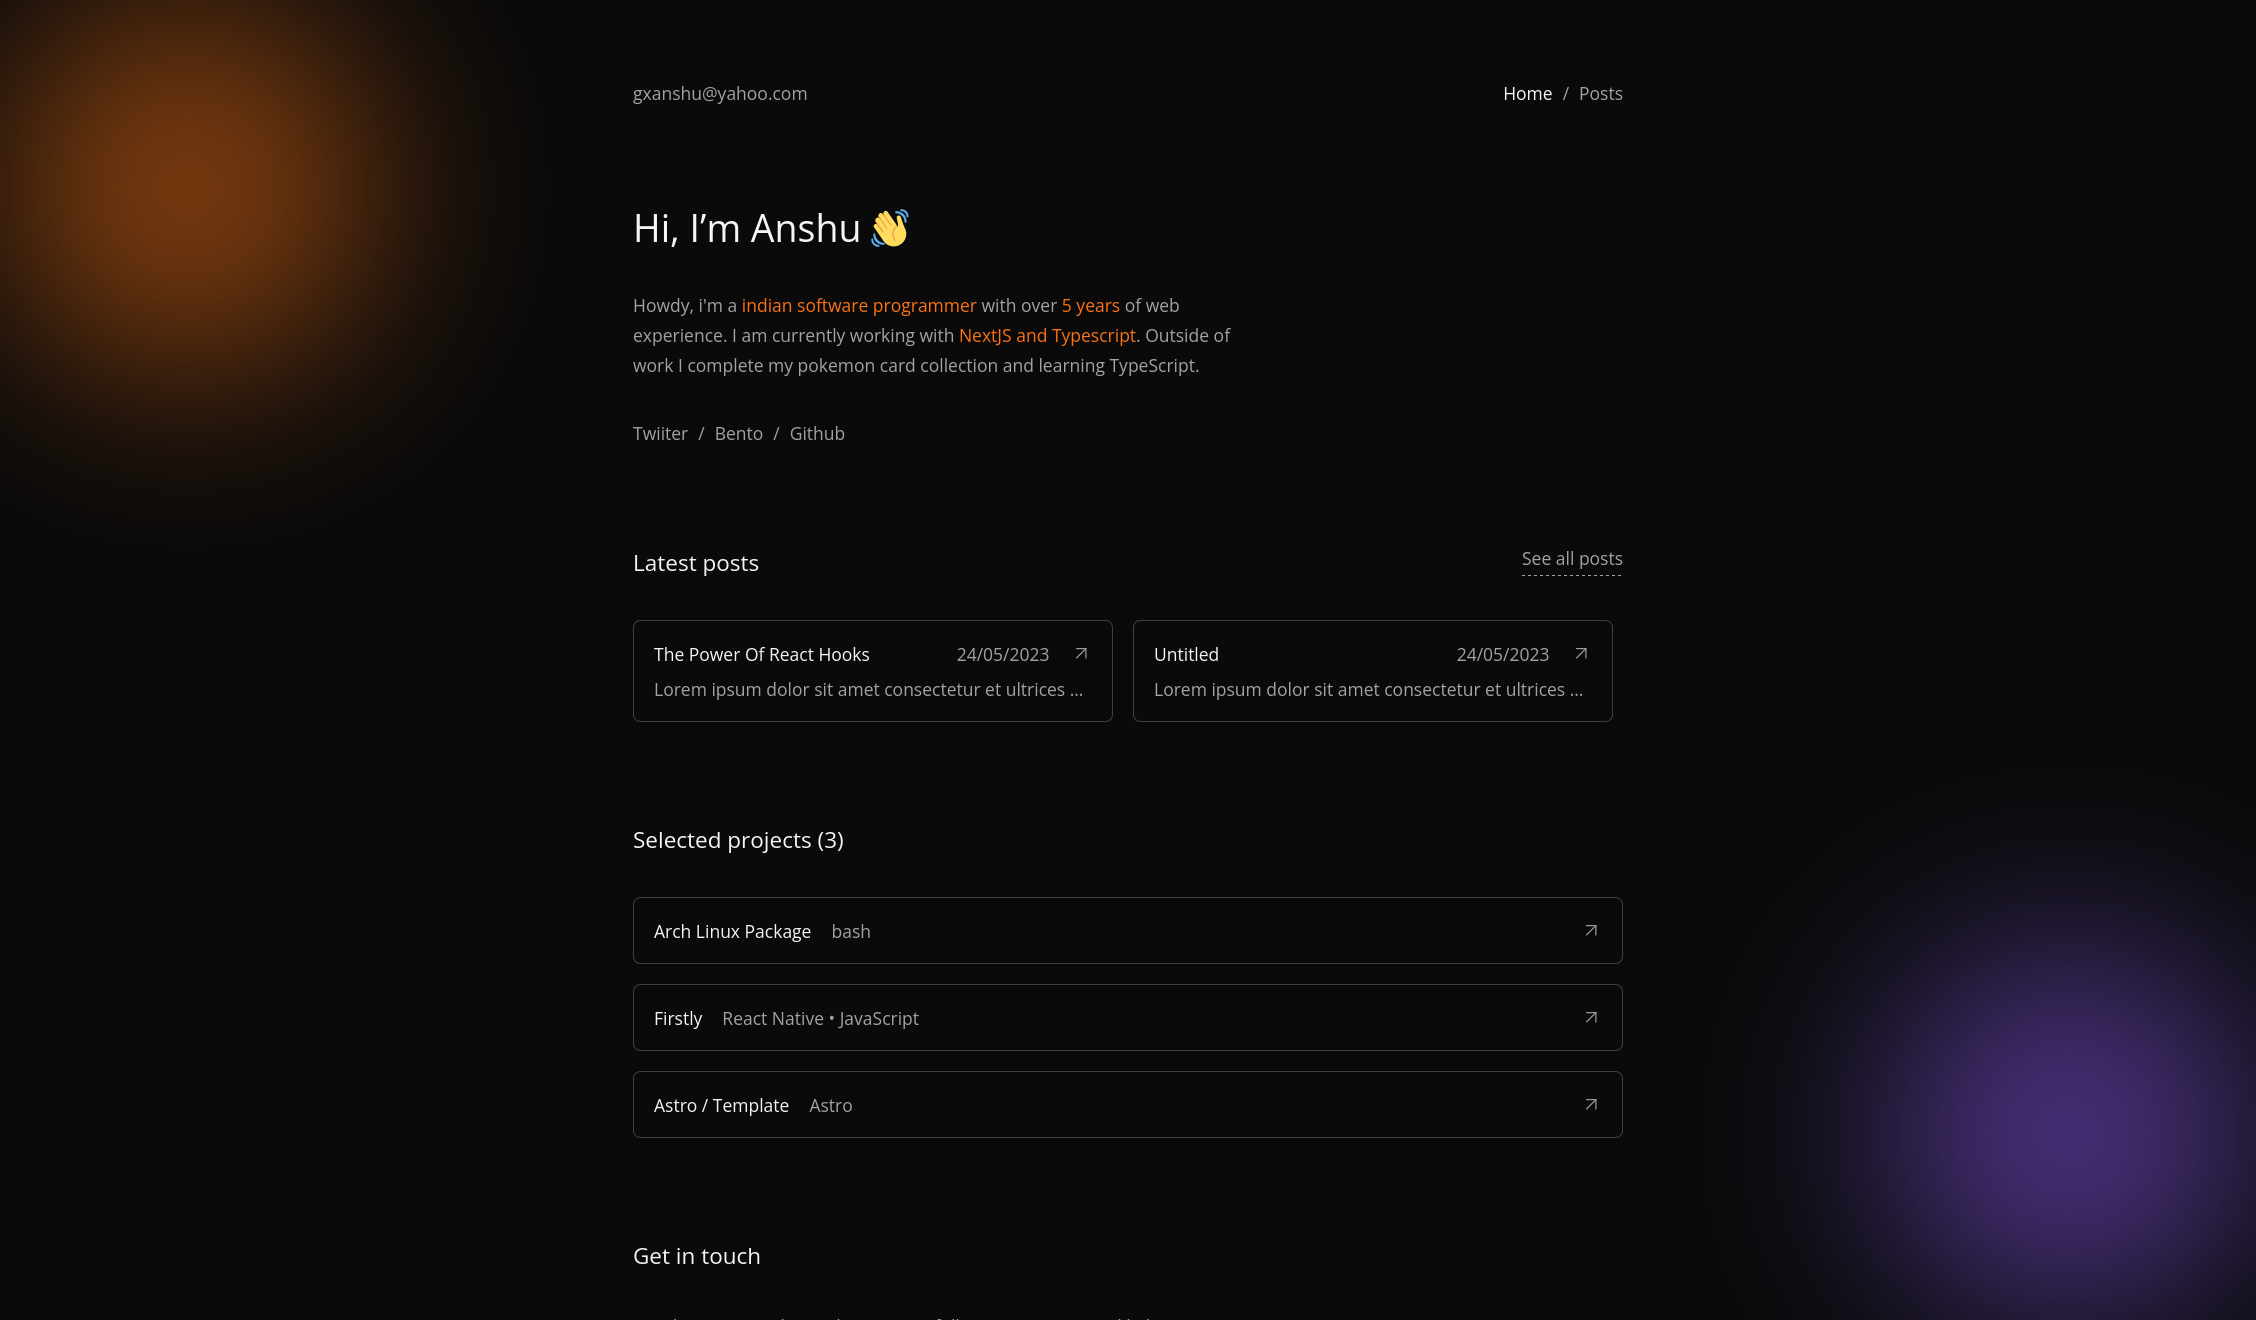 gxanshu@yahoo.com
Home / Posts
Hi, I’m Anshu 👋
Howdy, i'm a indian software programmer with over 5 years of web
experience. I am currently working with NextJS and Typescript. Outside of
work I complete my pokemon card collection and learning TypeScript.
Twiiter / Bento / Github
Latest posts
See all posts
The Power Of React Hooks 24/05/2023
Lorem ipsum dolor sit amet consectetur et ultrices ...
Untitled 24/05/2023
Lorem ipsum dolor sit amet consectetur et ultrices ...
Selected projects (3)
Arch Linux Package bash
Firstly React Native • JavaScript
Astro / Template Astro
Get in touch